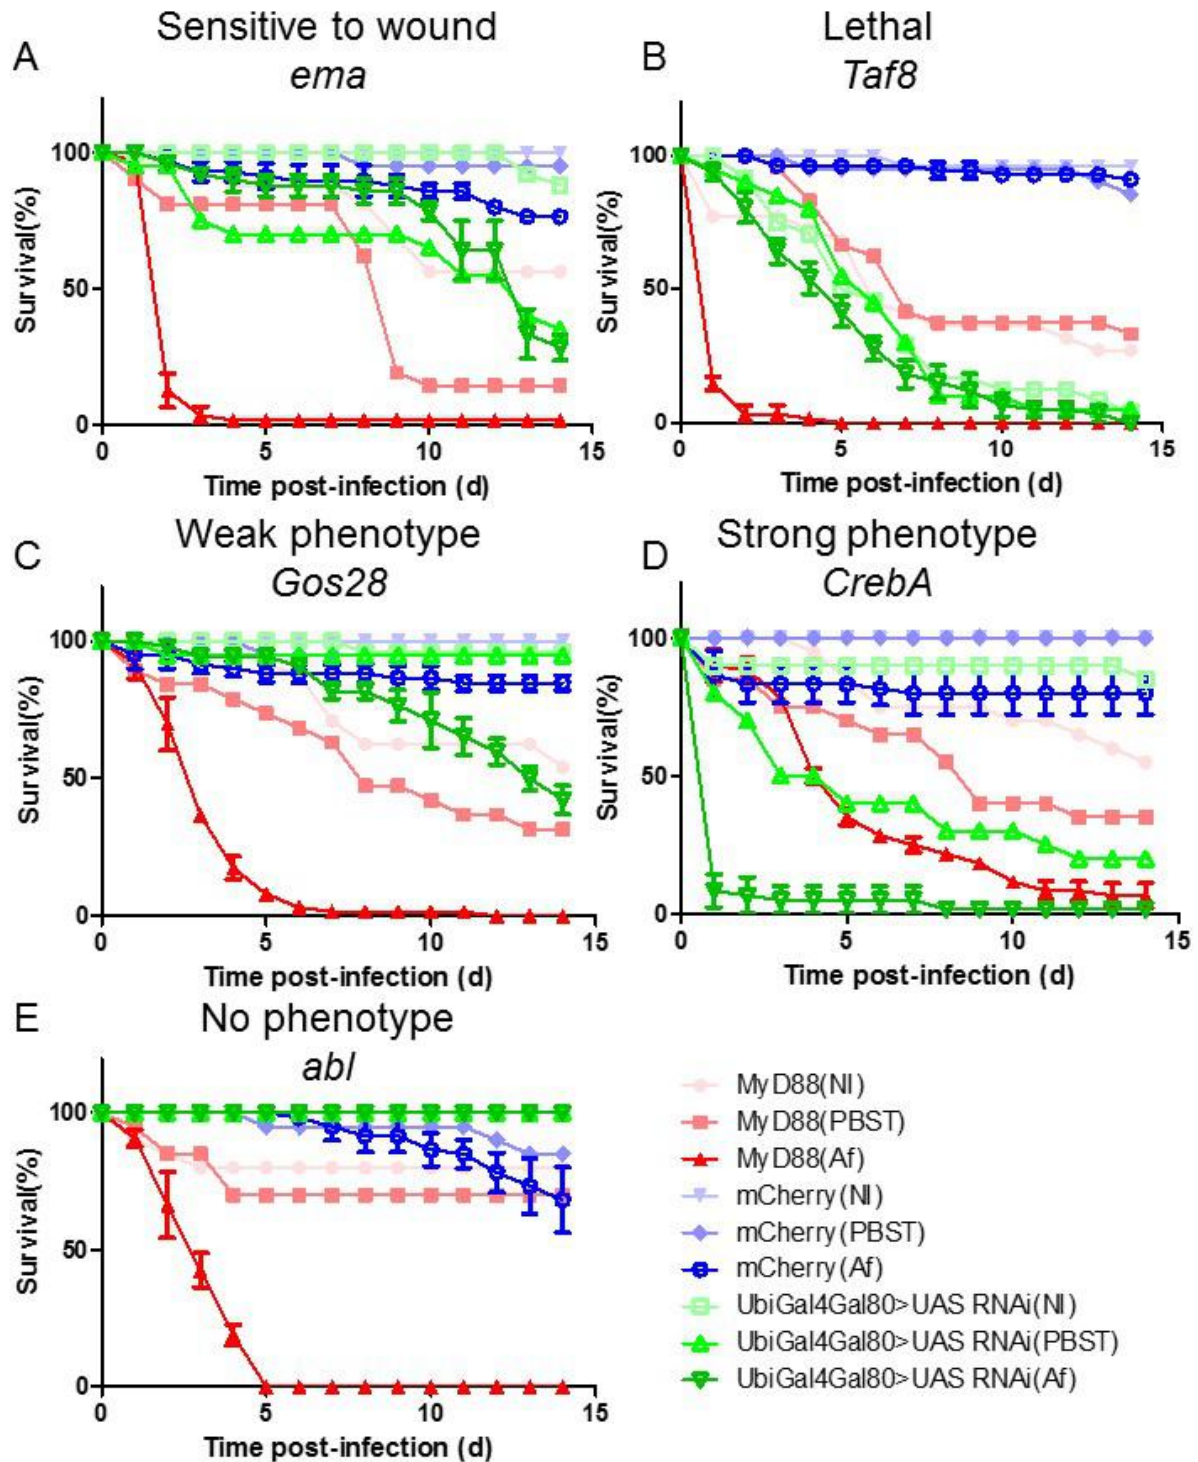 A
Sensitive to wound
ema
Survival(%)
100
50
0
0 5 10 15
Time post-infection (d)
B
Lethal
Taf8
Survival(%)
100
50
0
0 5 10 15
Time post-infection (d)
C
Weak phenotype
Gos28
Survival(%)
100
50
0
0 5 10 15
Time post-infection (d)
D
Strong phenotype
CrebA
Survival(%)
100
50
0
0 5 10 15
Time post-infection (d)
E
No phenotype
abl
Survival(%)
100
50
0
0 5 10 15
Time post-infection (d)
MyD88(NI)
MyD88(PBST)
MyD88(Af)
mCherry(NI)
mCherry(PBST)
mCherry(Af)
UbiGal4Gal80>UAS RNAi(NI)
UbiGal4Gal80>UAS RNAi(PBST)
UbiGal4Gal80>UAS RNAi(Af)